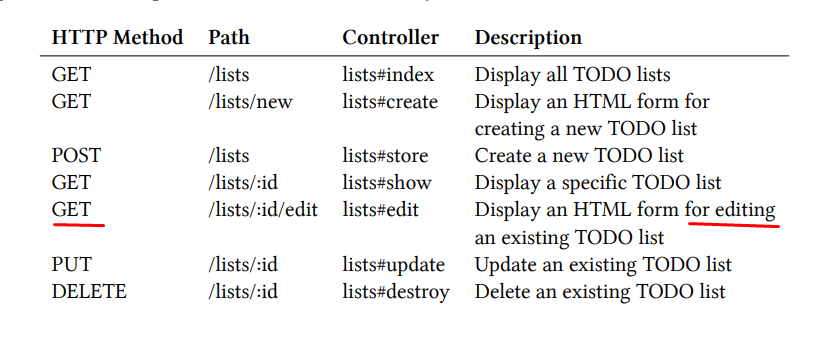 HTTP Method Path Controller Description
GET /lists lists#index Display all TODO lists
GET /lists/new lists#create Display an HTML form for
creating a new TODO list
POST /lists lists#store Create a new TODO list
GET /lists/:id lists#show Display a specific TODO list
GET /lists/:id/edit lists#edit Display an HTML form for editing
an existing TODO list
PUT /lists/:id lists#update Update an existing TODO list
DELETE /lists/:id lists#destroy Delete an existing TODO list